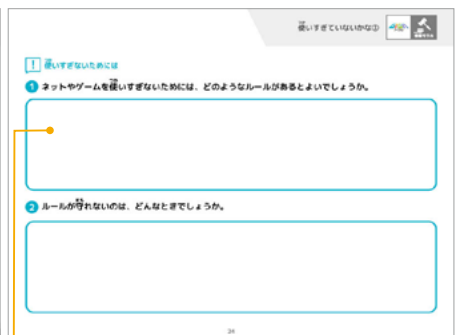 使いすぎていないかな①
! 使いすぎないためには
1 ネットやゲームを使いすぎないためには、どのようなルールがあるとよいでしょうか。
2 ルールが守れないのは、どんなときでしょうか。
24